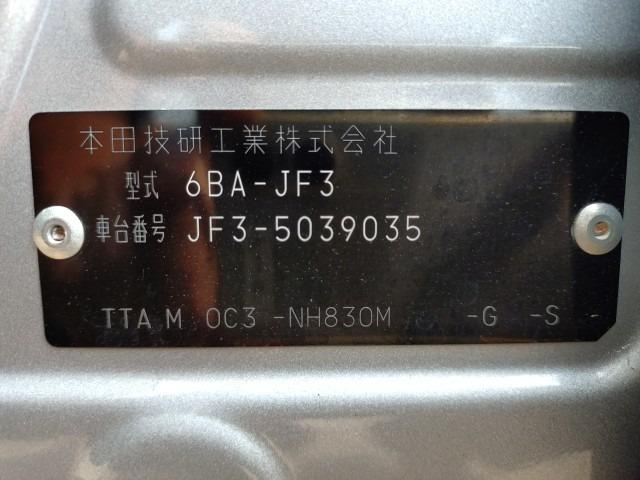 本田技研工業株式会社
型式 6BA-JF3
車台番号 JF3-5039035
TTA M 0C3 -NH830M -G -S -